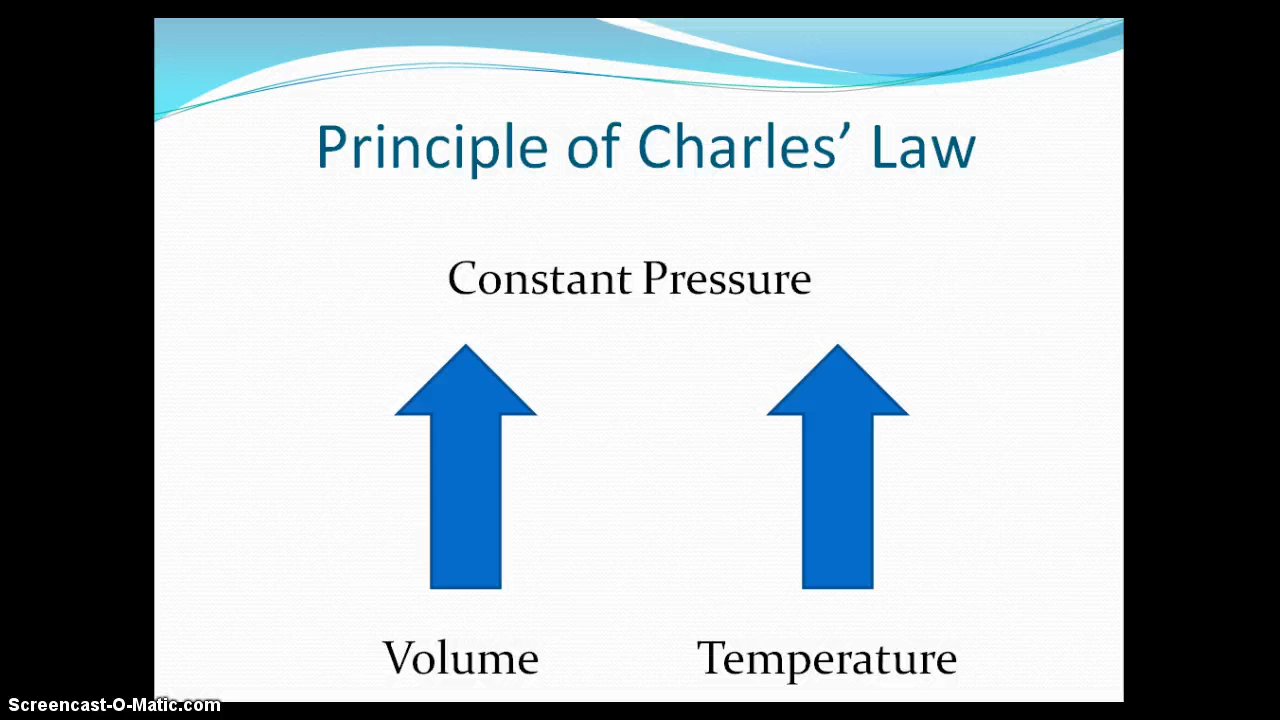 Principle of Charles’ Law
Constant Pressure
Volume Temperature
Screencast-O-Matic.com